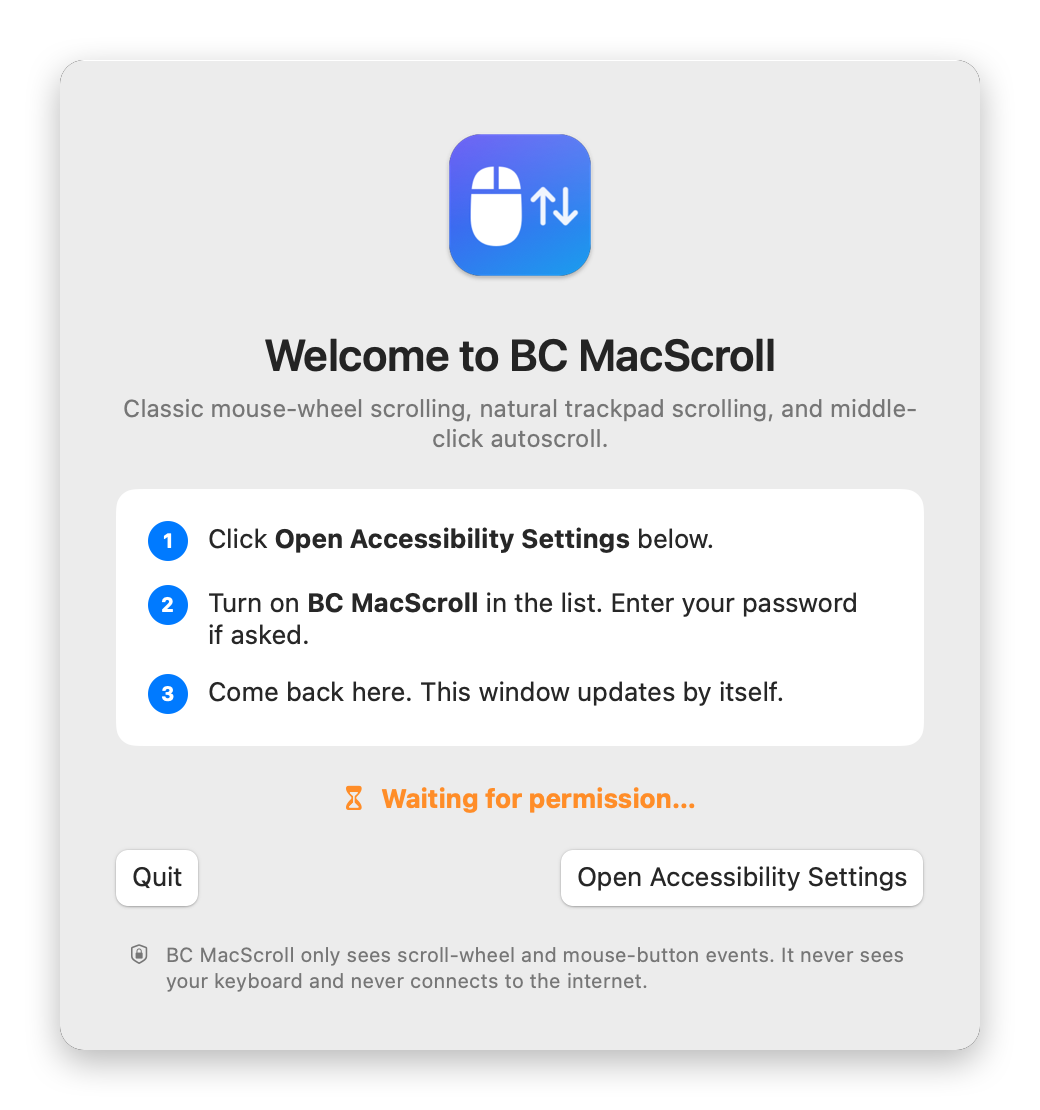 Welcome to BC MacScroll
Classic mouse-wheel scrolling, natural trackpad scrolling, and middle-
click autoscroll.
1 Click Open Accessibility Settings below.
2 Turn on BC MacScroll in the list. Enter your password
if asked.
3 Come back here. This window updates by itself.
Waiting for permission...
Quit
Open Accessibility Settings
BC MacScroll only sees scroll-wheel and mouse-button events. It never sees
your keyboard and never connects to the internet.